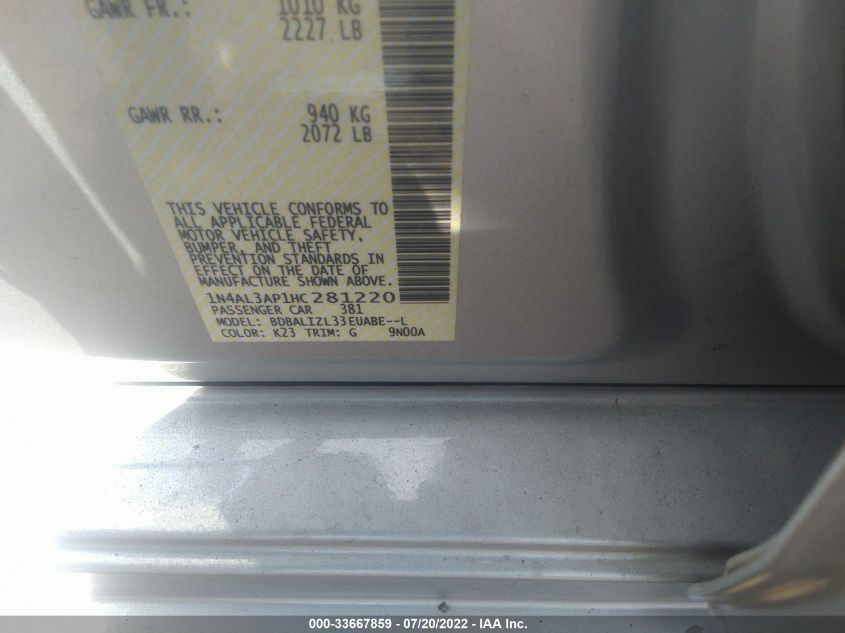 GAWR FR.: 1010 KG
2227 LB
GAWR RR.: 940 KG
2072 LB
THIS VEHICLE CONFORMS TO
ALL APPLICABLE FEDERAL
MOTOR VEHICLE SAFETY,
BUMPER, AND THEFT
PREVENTION STANDARDS IN
EFFECT ON THE DATE OF
MANUFACTURE SHOWN ABOVE.
1N4AL3AP1HC281220
PASSENGER CAR 381
MODEL: BDBALIZL33EUABE--L
COLOR: K23 TRIM: G 9N00A
000-33667859 — 07/20/2022 — IAA Inc.